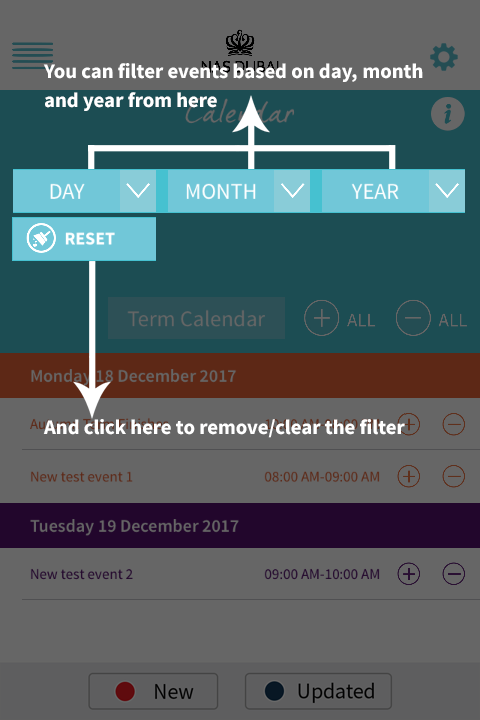 NAS DUBAI
You can filter events based on day, month
and year from here
Calendar
i
DAY MONTH YEAR
RESET
Term Calendar + ALL − ALL
Monday 18 December 2017
And click here to remove/clear the filter
New test event 1 08:00 AM-09:00 AM
Tuesday 19 December 2017
New test event 2 09:00 AM-10:00 AM
New Updated